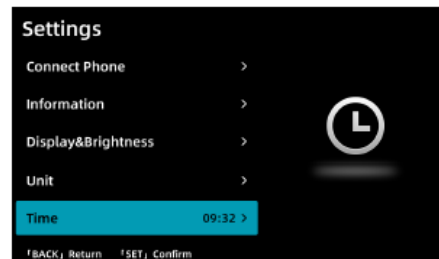 Settings
Connect Phone >
Information >
Display&Brightness >
Unit >
Time 09:32 >
「BACK」 Return 「SET」 Confirm